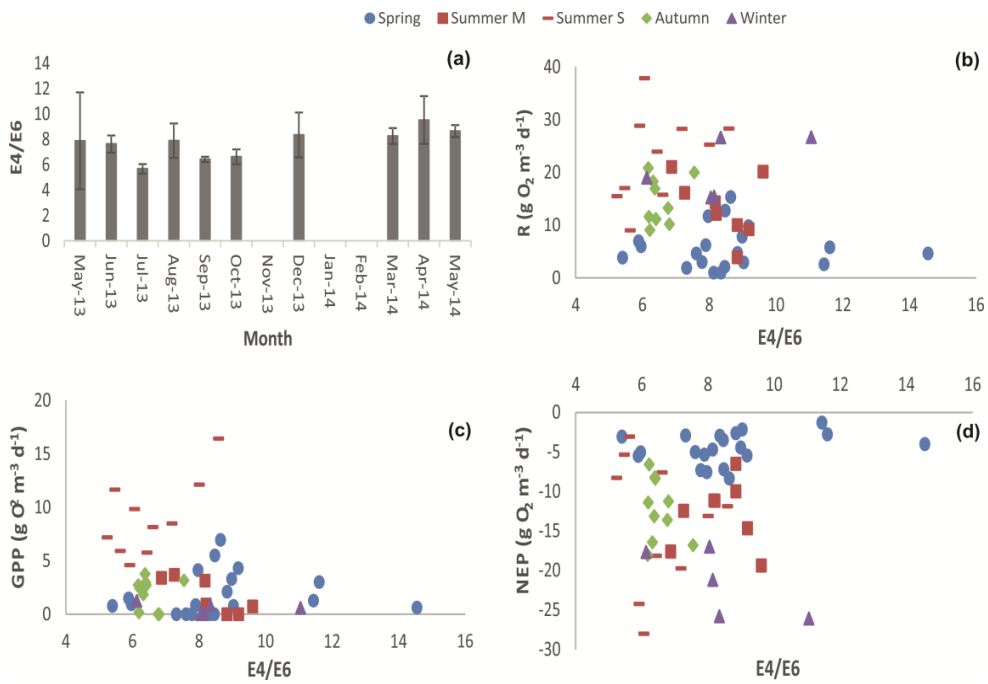 Spring Summer M Summer S Autumn Winter
(a)
14
12
10
8
6
4
2
0
E4/E6
May-13
Jun-13
Jul-13
Aug-13
Sep-13
Oct-13
Nov-13
Dec-13
Jan-14
Feb-14
Mar-14
Apr-14
May-14
Month
(b)
40
30
20
10
0
R (g O2 m-3 d-1)
4 6 8 10 12 14 16
E4/E6
(c)
20
15
10
5
0
GPP (g O2 m-3 d-1)
4 6 8 10 12 14 16
E4/E6
4 6 8 10 12 14 16
(d)
0
-5
-10
-15
-20
-25
-30
NEP (g O2 m-3 d-1)
E4/E6